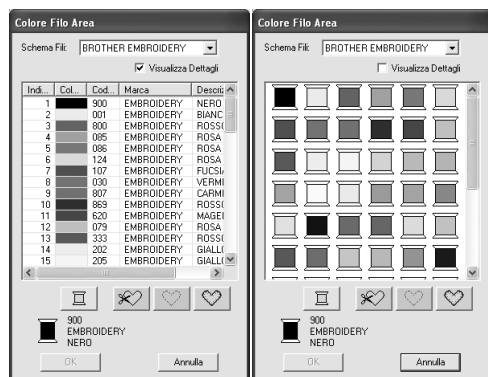 Colore Filo Area
Schema Fili: BROTHER EMBROIDERY
Visualizza Dettagli
Indi... Col... Cod... Marca Descriz
1 900 EMBROIDERY NERO
2 001 EMBROIDERY BIANC
3 800 EMBROIDERY ROSSO
4 085 EMBROIDERY ROSA
5 086 EMBROIDERY ROSA
6 124 EMBROIDERY ROSA
7 107 EMBROIDERY FUCSIA
8 030 EMBROIDERY VERMI
9 807 EMBROIDERY CARMI
10 869 EMBROIDERY ROSSO
11 620 EMBROIDERY MAGEI
12 079 EMBROIDERY ROSA
13 333 EMBROIDERY ROSSO
14 202 EMBROIDERY GIALLO
15 205 EMBROIDERY GIALLO
900
EMBROIDERY
NERO
OK Annulla
Colore Filo Area
Schema Fili: BROTHER EMBROIDERY
Visualizza Dettagli
900
EMBROIDERY
NERO
OK Annulla